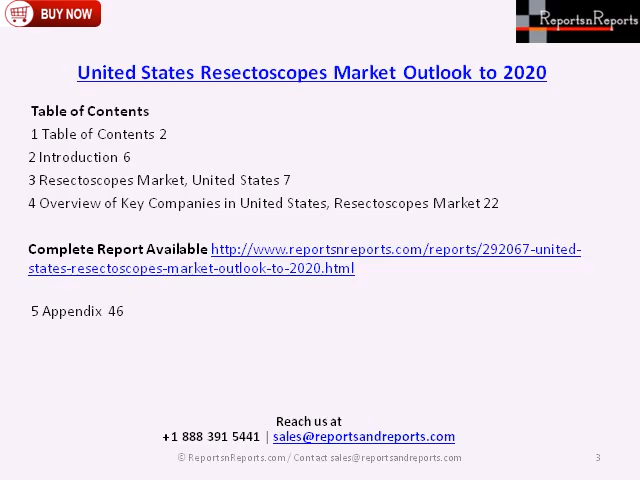 BUY NOW
ReportsnReports
United States Resectoscopes Market Outlook to 2020
Table of Contents
1 Table of Contents 2
2 Introduction 6
3 Resectoscopes Market, United States 7
4 Overview of Key Companies in United States, Resectoscopes Market 22
Complete Report Available http://www.reportsnreports.com/reports/292067-united-
states-resectoscopes-market-outlook-to-2020.html
5 Appendix 46
Reach us at
+1 888 391 5441 | sales@reportsandreports.com
© ReportsnReports.com / Contact sales@reportsandreports.com
3